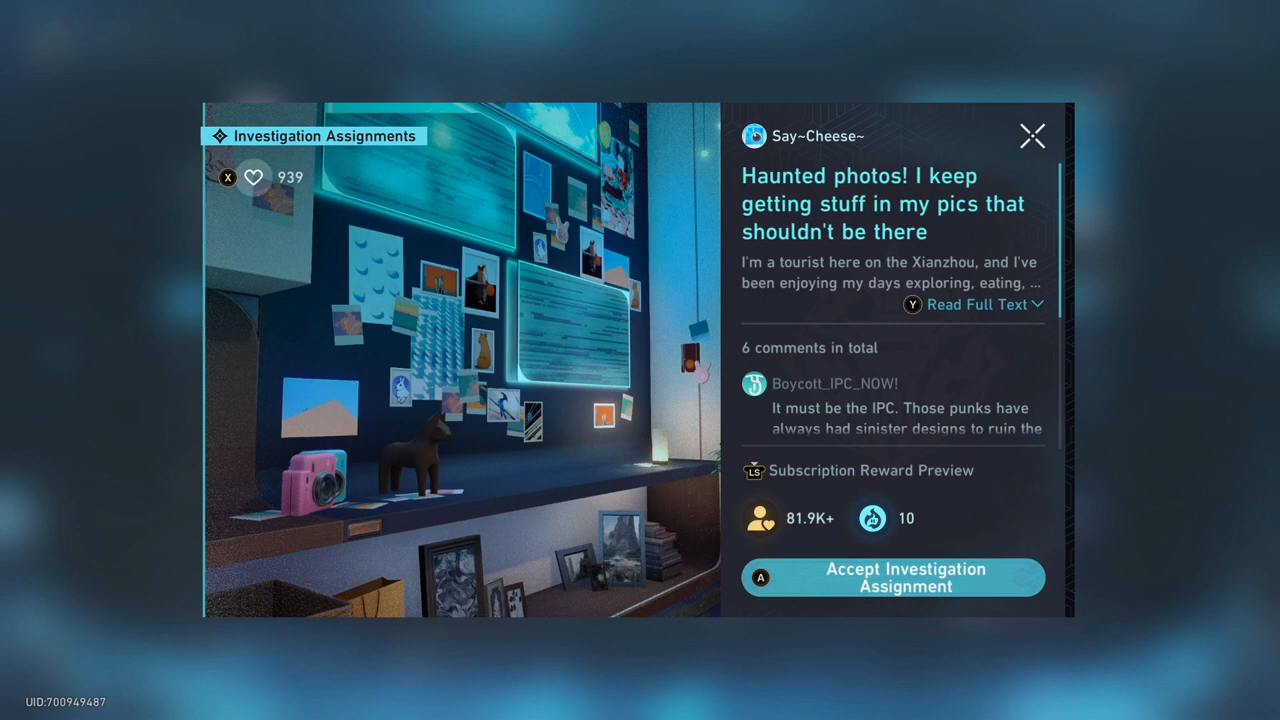 Investigation Assignments
X 939
Say~Cheese~
Haunted photos! I keep
getting stuff in my pics that
shouldn't be there
I'm a tourist here on the Xianzhou, and I've
been enjoying my days exploring, eating, ...
Y Read Full Text
6 comments in total
Boycott_IPC_NOW!
It must be the IPC. Those punks have
always had sinister designs to ruin the
LS Subscription Reward Preview
81.9K+ 10
A Accept Investigation
Assignment
UID:700949487